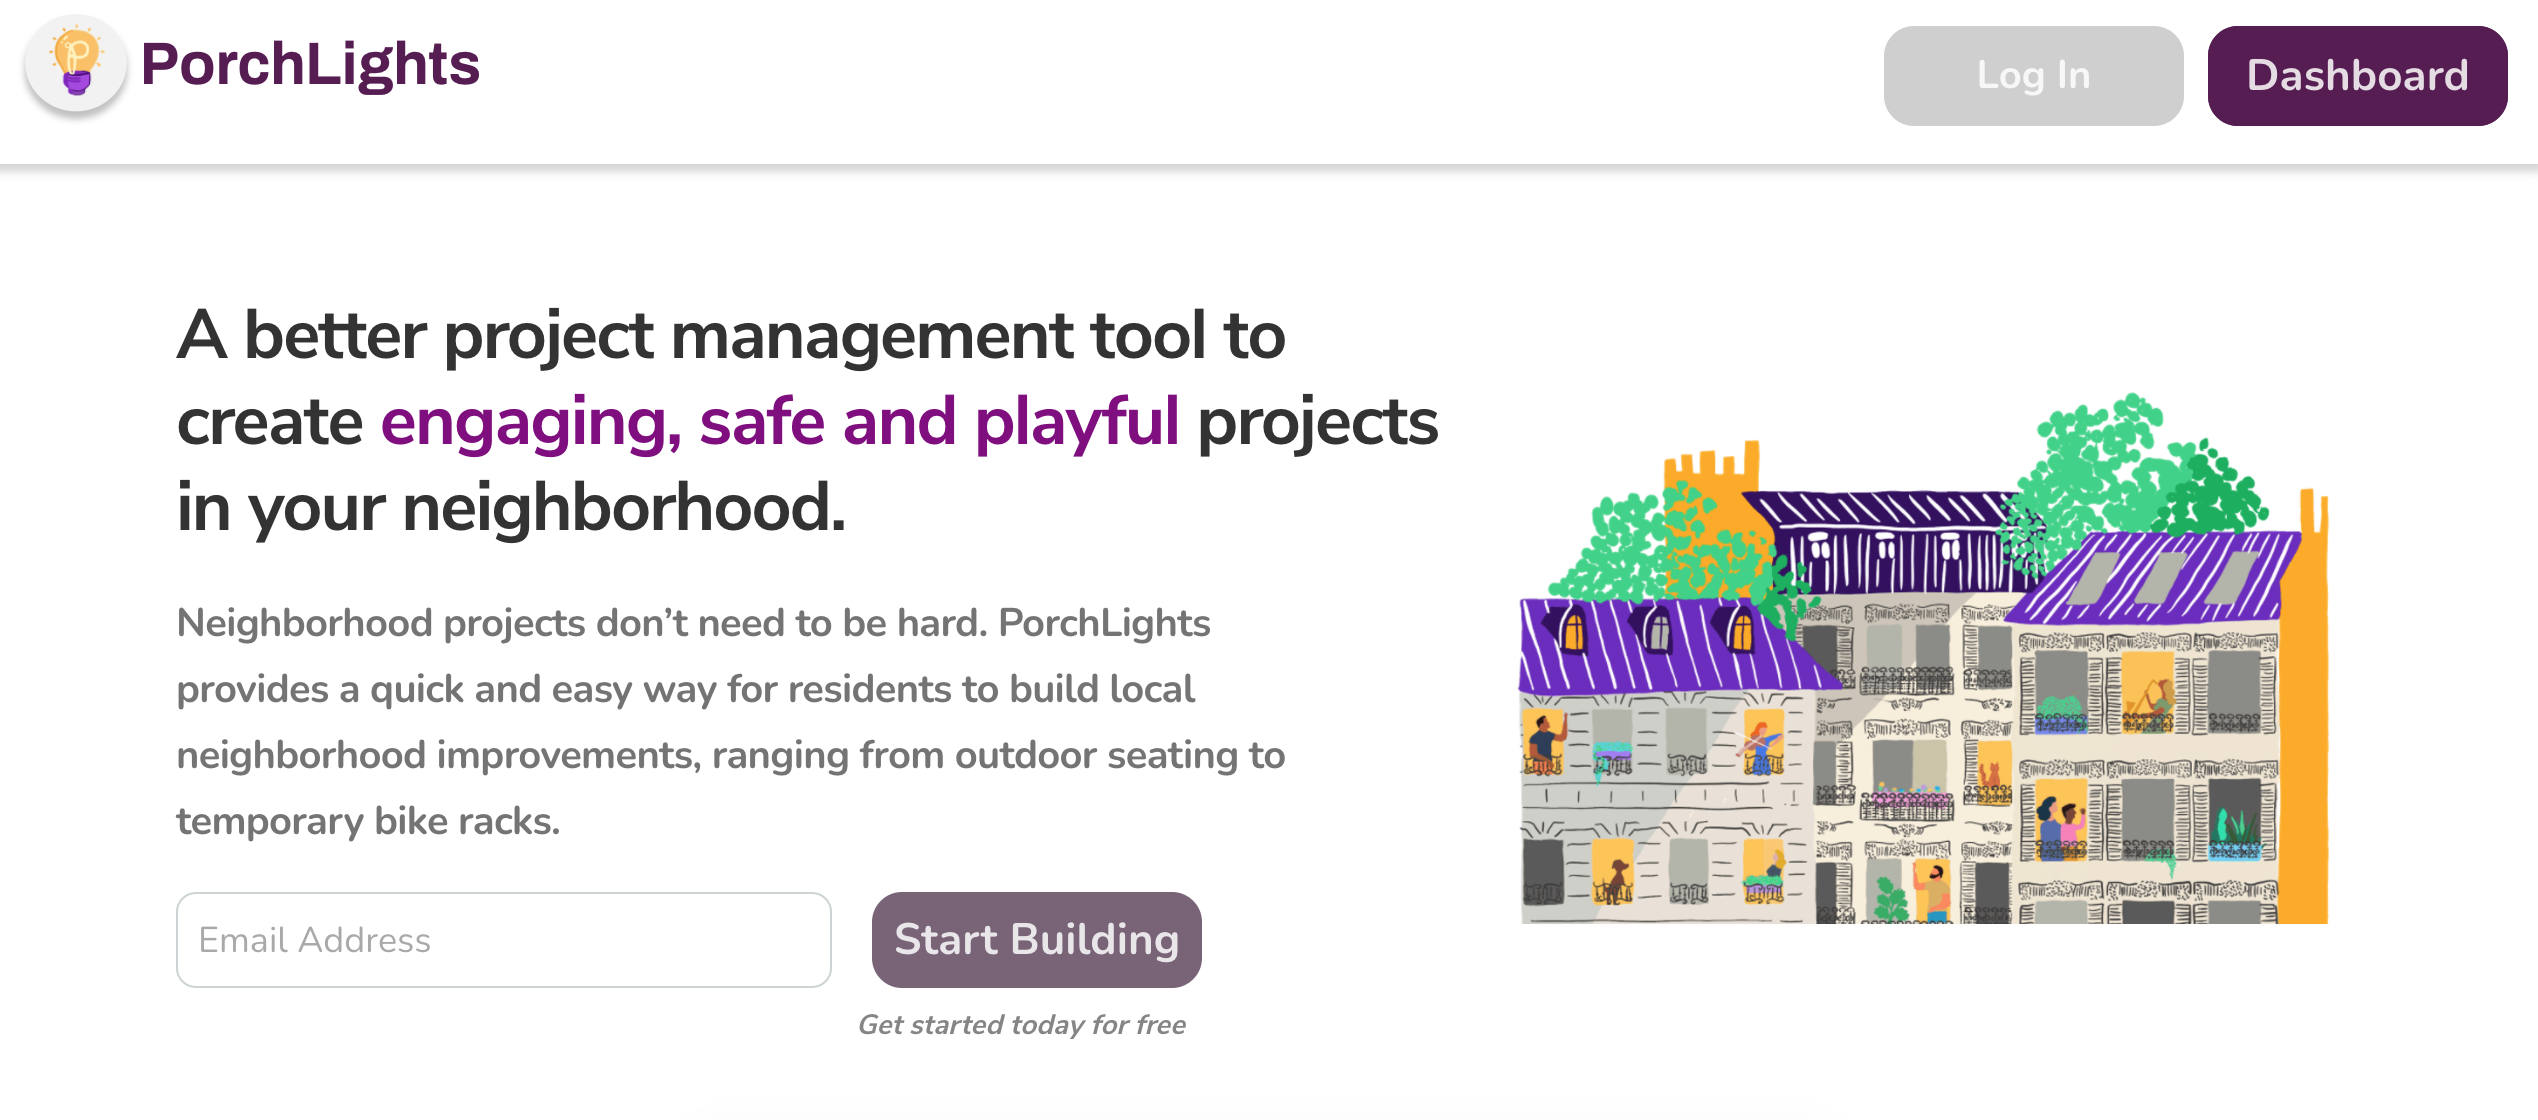 PorchLights
Log In
Dashboard
A better project management tool to
create engaging, safe and playful projects
in your neighborhood.
Neighborhood projects don’t need to be hard. PorchLights
provides a quick and easy way for residents to build local
neighborhood improvements, ranging from outdoor seating to
temporary bike racks.
Email Address
Start Building
Get started today for free